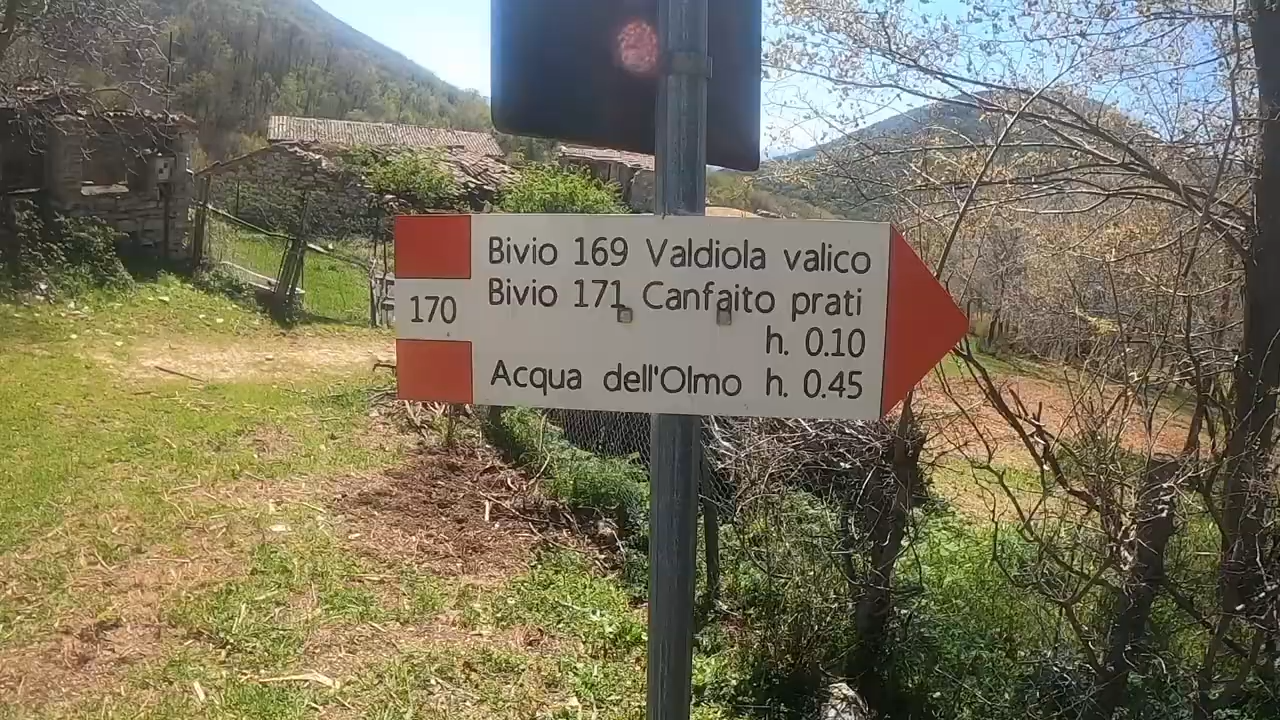 170
Bivio 169 Valdiola valico
Bivio 171 Canfaito prati
h. 0.10
Acqua dell'Olmo h. 0.45